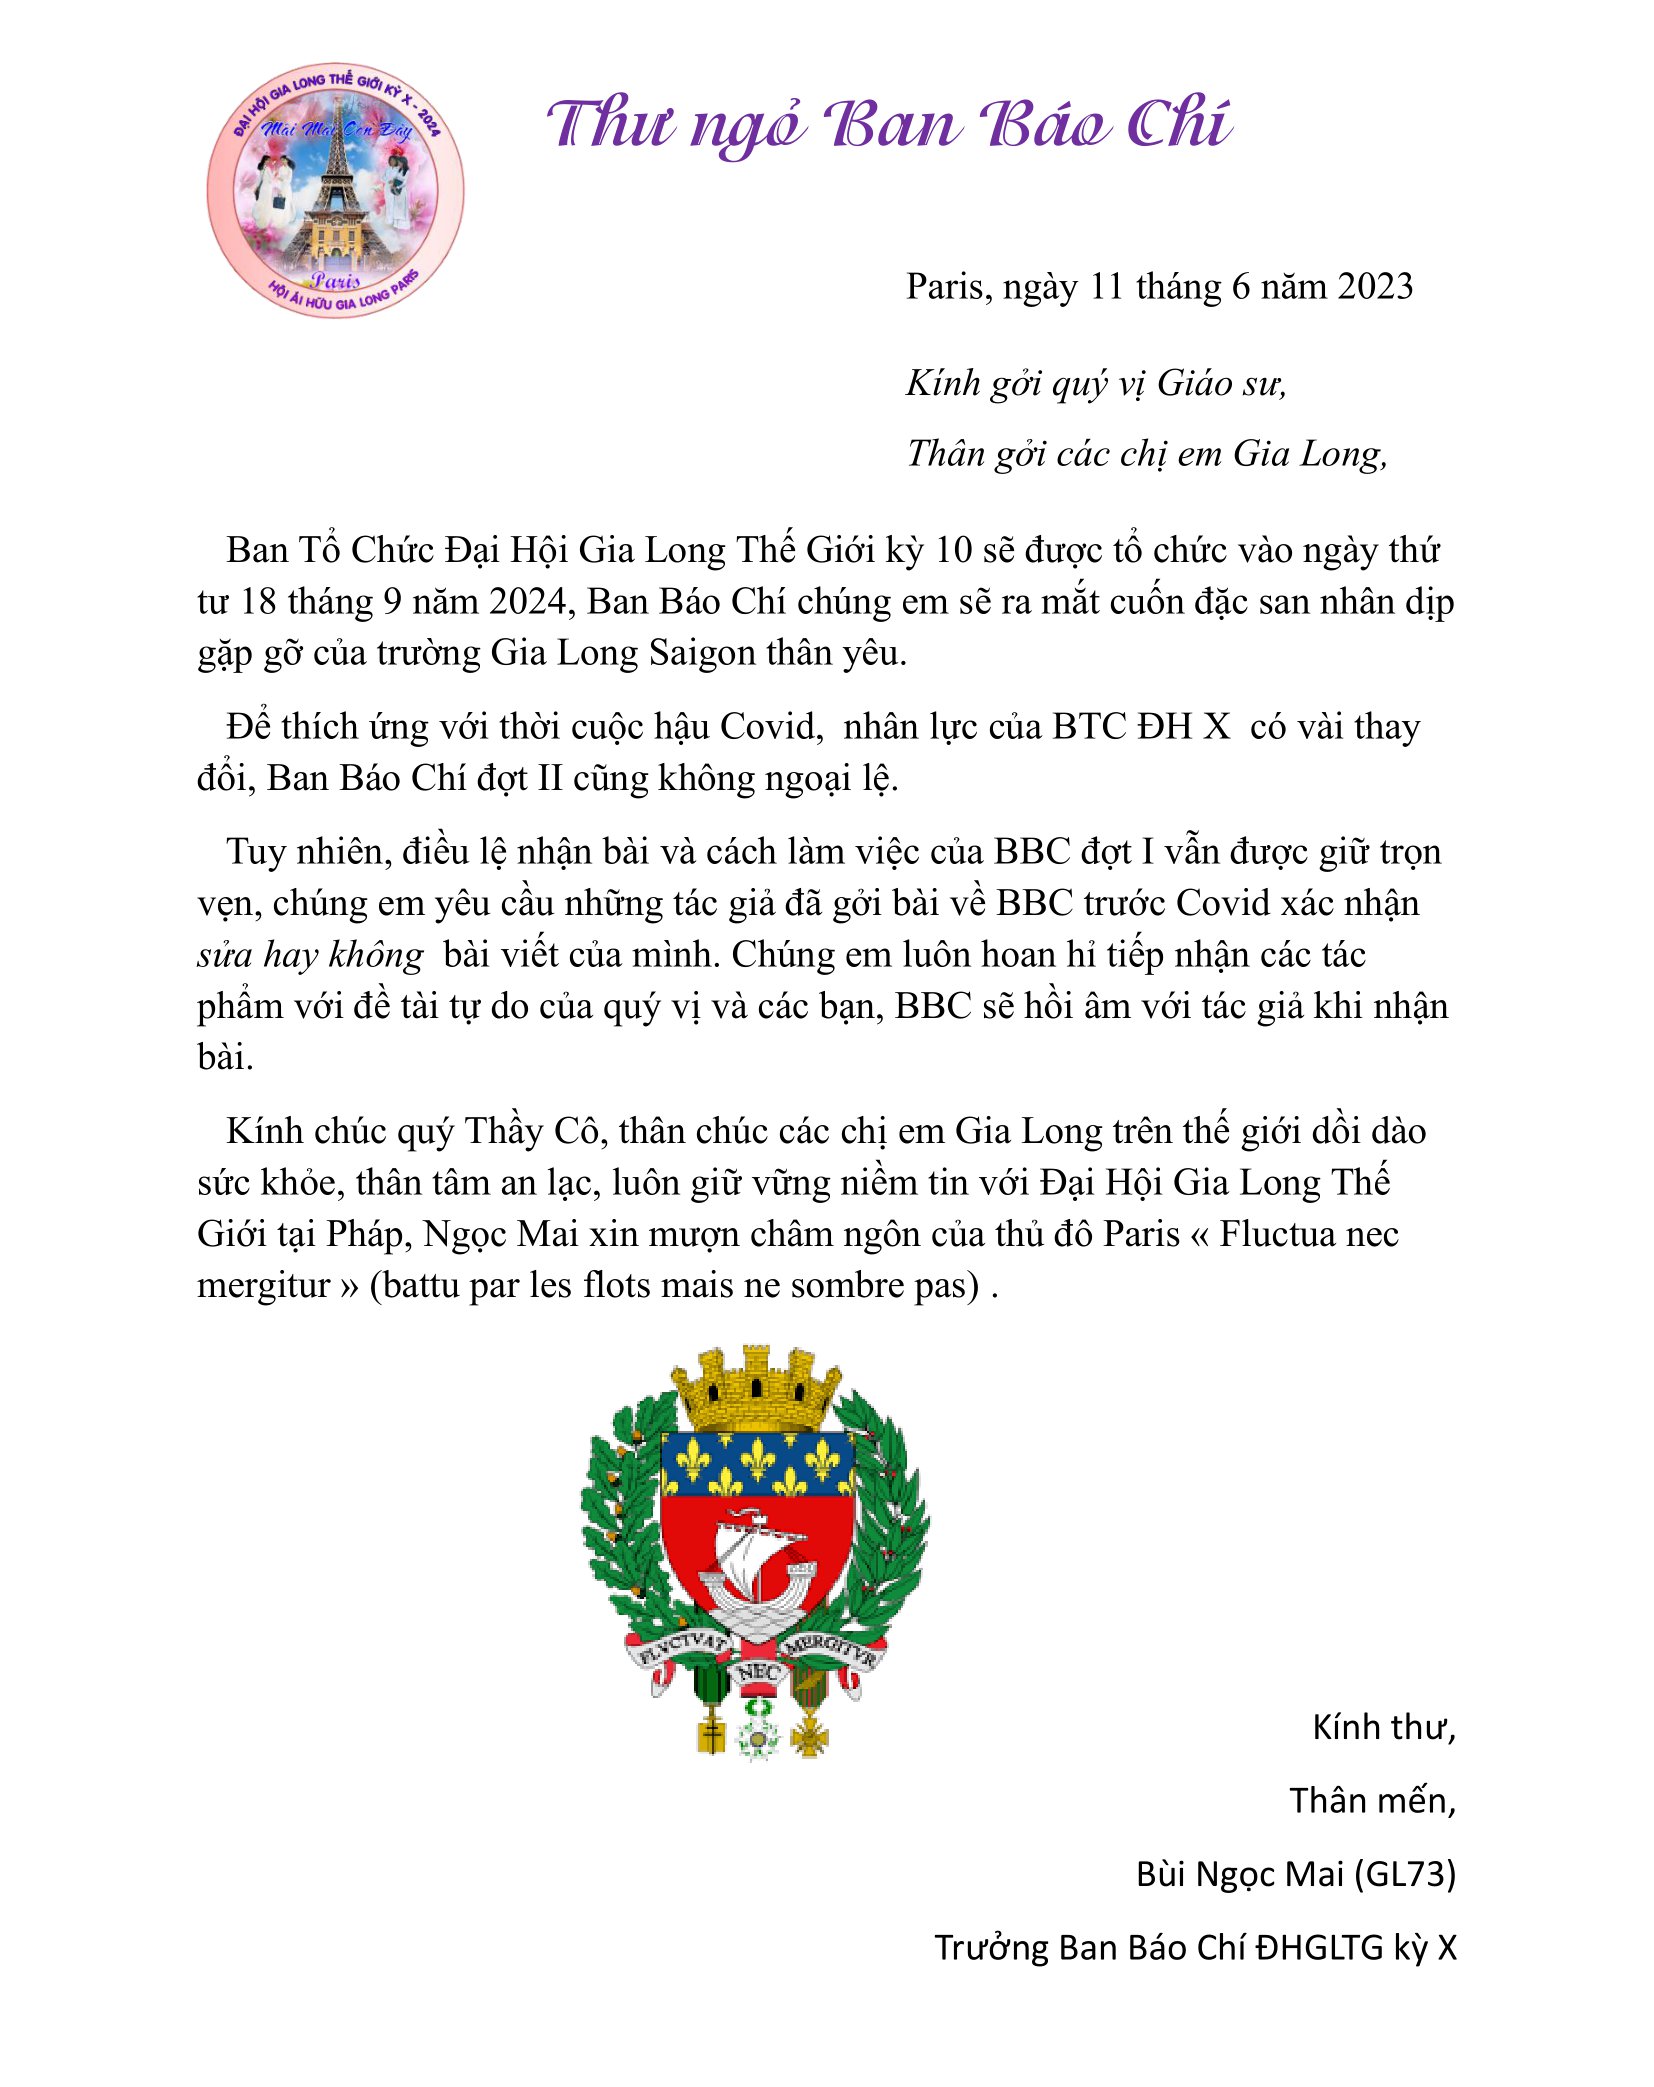 ĐẠI HỘI GIA LONG THẾ GIỚI KỲ X - 2024
Mãi Mãi Còn Đây
Paris
HỘI ÁI HỮU GIA LONG PARIS
Thư ngỏ Ban Báo Chí
Paris, ngày 11 tháng 6 năm 2023
Kính gởi quý vị Giáo sư,
Thân gởi các chị em Gia Long,
Ban Tổ Chức Đại Hội Gia Long Thế Giới kỳ 10 sẽ được tổ chức vào ngày thứ
tư 18 tháng 9 năm 2024, Ban Báo Chí chúng em sẽ ra mắt cuốn đặc san nhân dịp
gặp gỡ của trường Gia Long Saigon thân yêu.
Để thích ứng với thời cuộc hậu Covid,  nhân lực của BTC ĐH X  có vài thay
đổi, Ban Báo Chí đợt II cũng không ngoại lệ.
Tuy nhiên, điều lệ nhận bài và cách làm việc của BBC đợt I vẫn được giữ trọn
vẹn, chúng em yêu cầu những tác giả đã gởi bài về BBC trước Covid xác nhận
sửa hay không  bài viết của mình. Chúng em luôn hoan hỉ tiếp nhận các tác
phẩm với đề tài tự do của quý vị và các bạn, BBC sẽ hồi âm với tác giả khi nhận
bài.
Kính chúc quý Thầy Cô, thân chúc các chị em Gia Long trên thế giới dồi dào
sức khỏe, thân tâm an lạc, luôn giữ vững niềm tin với Đại Hội Gia Long Thế
Giới tại Pháp, Ngọc Mai xin mượn châm ngôn của thủ đô Paris « Fluctua nec
mergitur » (battu par les flots mais ne sombre pas) .
FLVCTVAT
NEC
MERGITVR
Kính thư,
Thân mến,
Bùi Ngọc Mai (GL73)
Trưởng Ban Báo Chí ĐHGLTG kỳ X